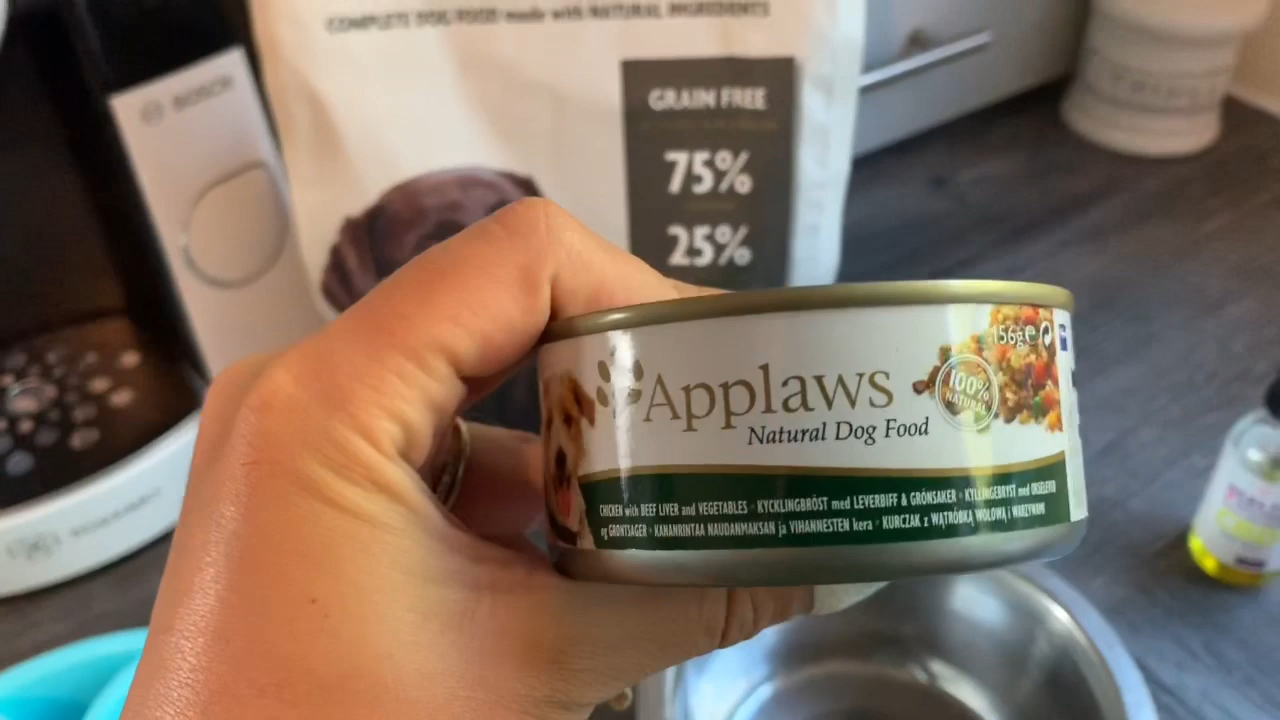 COMPLETE DOG FOOD made with NATURAL INGREDIENTS
BOSCH
GRAIN FREE
75%
25%
156g e
Applaws
100%
NATURAL
Natural Dog Food
CHICKEN with BEEF LIVER and VEGETABLES · KYCKLINGBRÖST med LEVERBIFF & GRÖNSAKER · KYLLINGEBRYST med OKSELEVER
og GRØNTSAGER · KANANRINTAA NAUDANMAKSAN ja VIHANNESTEN kera · KURCZAK z WĄTRÓBKĄ WOŁOWĄ i WARZYWAMI